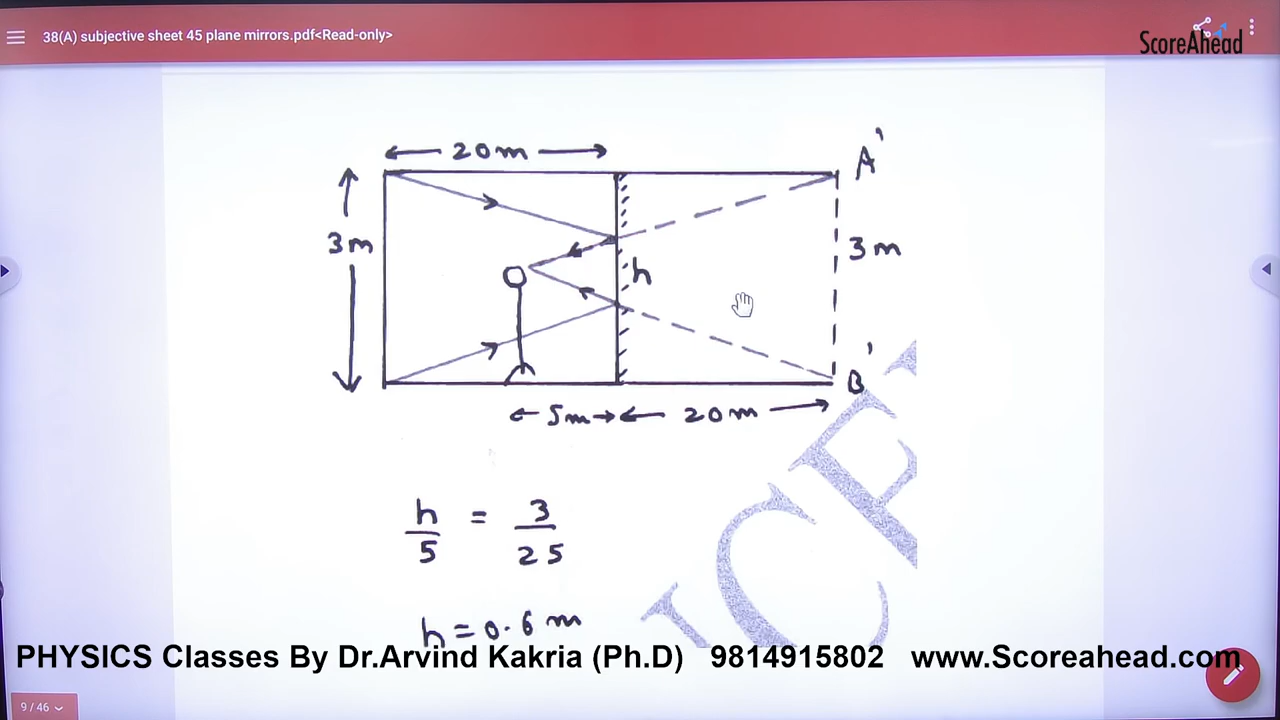 38(A) subjective sheet 45 plane mirrors.pdf<Read-only>
ScoreAhead
20m
A'
3m
h
3m
B'
5m
20m
h/5 = 3/25
h = 0.6 m
ICE
PHYSICS Classes By Dr.Arvind Kakria (Ph.D) 9814915802 www.Scoreahead.com
9 / 46